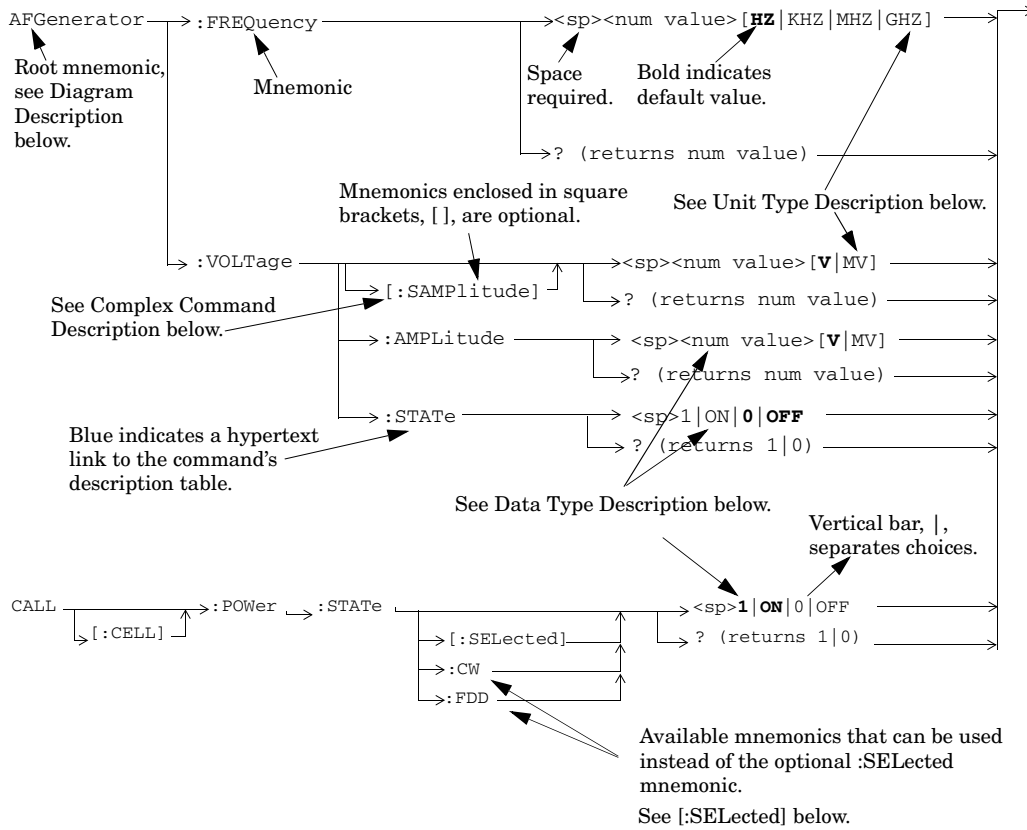 AFGenerator :FREQuency <sp><num value>[HZ|KHZ|MHZ|GHZ]
Root mnemonic,
see Diagram
Description
below.
Mnemonic
Space
required.
Bold indicates
default value.
? (returns num value)
Mnemonics enclosed in square
brackets, [ ], are optional.
See Unit Type Description below.
:VOLTage <sp><num value>[V|MV]
[:SAMPlitude] ? (returns num value)
See Complex Command
Description below.
:AMPLitude <sp><num value>[V|MV]
? (returns num value)
:STATe <sp>1|ON|0|OFF
? (returns 1|0)
Blue indicates a hypertext
link to the command's
description table.
See Data Type Description below.
Vertical bar, |,
separates choices.
CALL :POWer :STATe <sp>1|ON|0|OFF
[:CELL] [:SELected] ? (returns 1|0)
:CW
:FDD
Available mnemonics that can be used
instead of the optional :SELected
mnemonic.
See [:SELected] below.